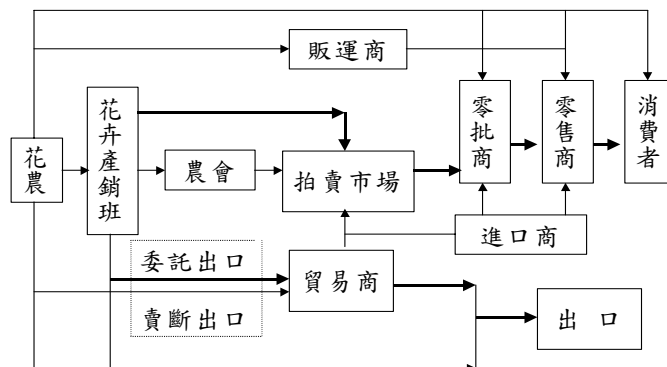 販運商
花農
花卉產銷班
農會
拍賣市場
零批商
零售商
消費者
進口商
委託出口
賣斷出口
貿易商
出 口